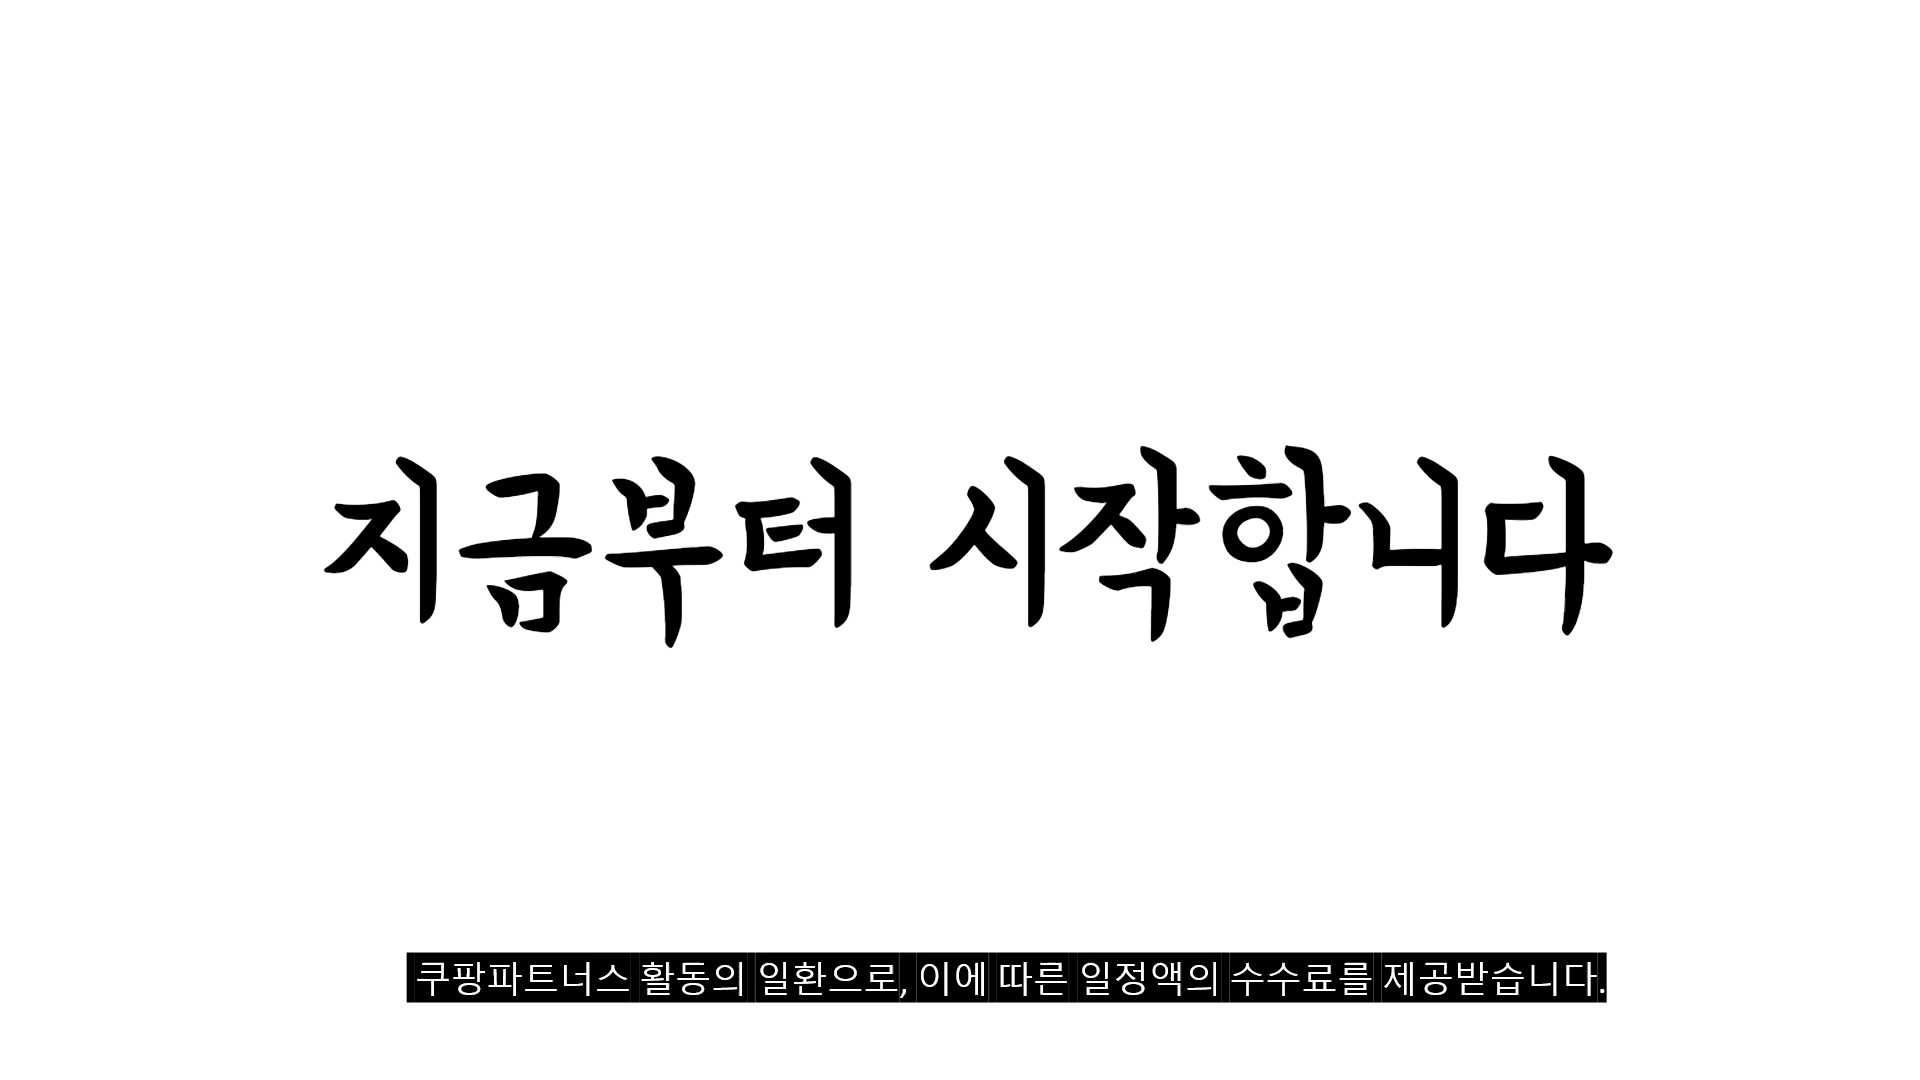 지금부터 시작합니다
쿠팡파트너스 활동의 일환으로, 이에 따른 일정액의 수수료를 제공받습니다.